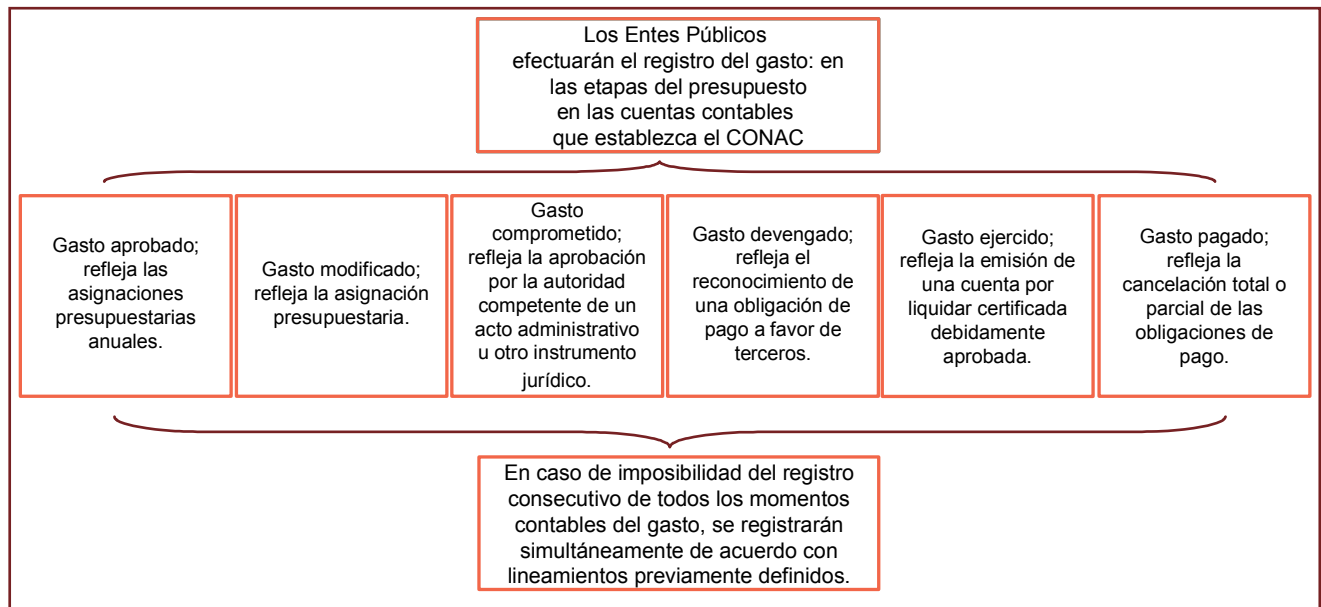 Los Entes Públicos
efectuarán el registro del gasto: en
las etapas del presupuesto
en las cuentas contables
que establezca el CONAC
Gasto aprobado;
refleja las
asignaciones
presupuestarias
anuales.
Gasto modificado;
refleja la asignación
presupuestaria.
Gasto
comprometido;
refleja la aprobación
por la autoridad
competente de un
acto administrativo
u otro instrumento
jurídico.
Gasto devengado;
refleja el
reconocimiento de
una obligación de
pago a favor de
terceros.
Gasto ejercido;
refleja la emisión de
una cuenta por
liquidar certificada
debidamente
aprobada.
Gasto pagado;
refleja la
cancelación total o
parcial de las
obligaciones de
pago.
En caso de imposibilidad del registro
consecutivo de todos los momentos
contables del gasto, se registrarán
simultáneamente de acuerdo con
lineamientos previamente definidos.